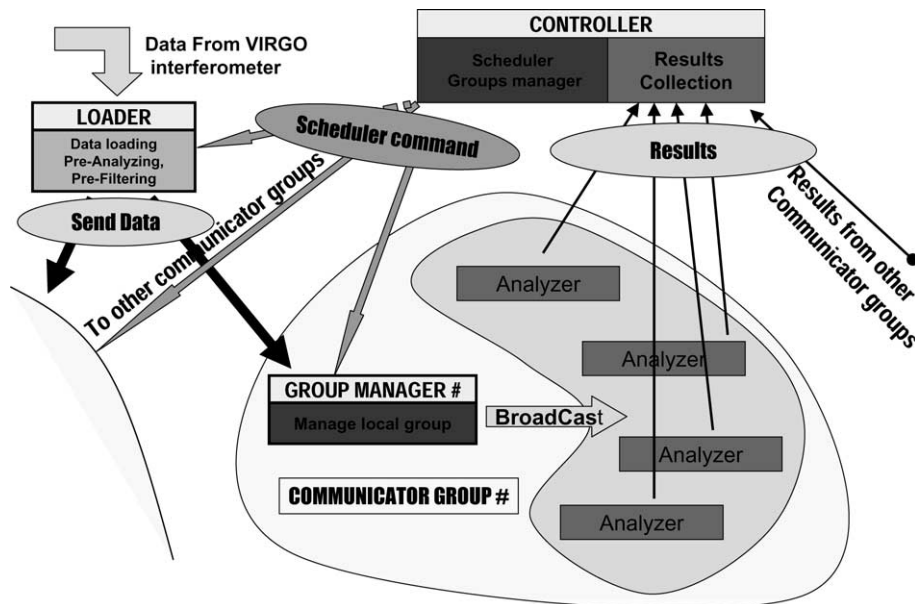 CONTROLLER
Data From VIRGO
interferometer
Scheduler
Groups manager
Results
Collection
LOADER
Data loading
Pre-Analyzing,
Pre-Filtering
Scheduler command
Results
Send Data
To other communicator groups
Results from other
Communicator groups
Analyzer
Analyzer
GROUP MANAGER #
Manage local group
BroadCast
Analyzer
COMMUNICATOR GROUP #
Analyzer